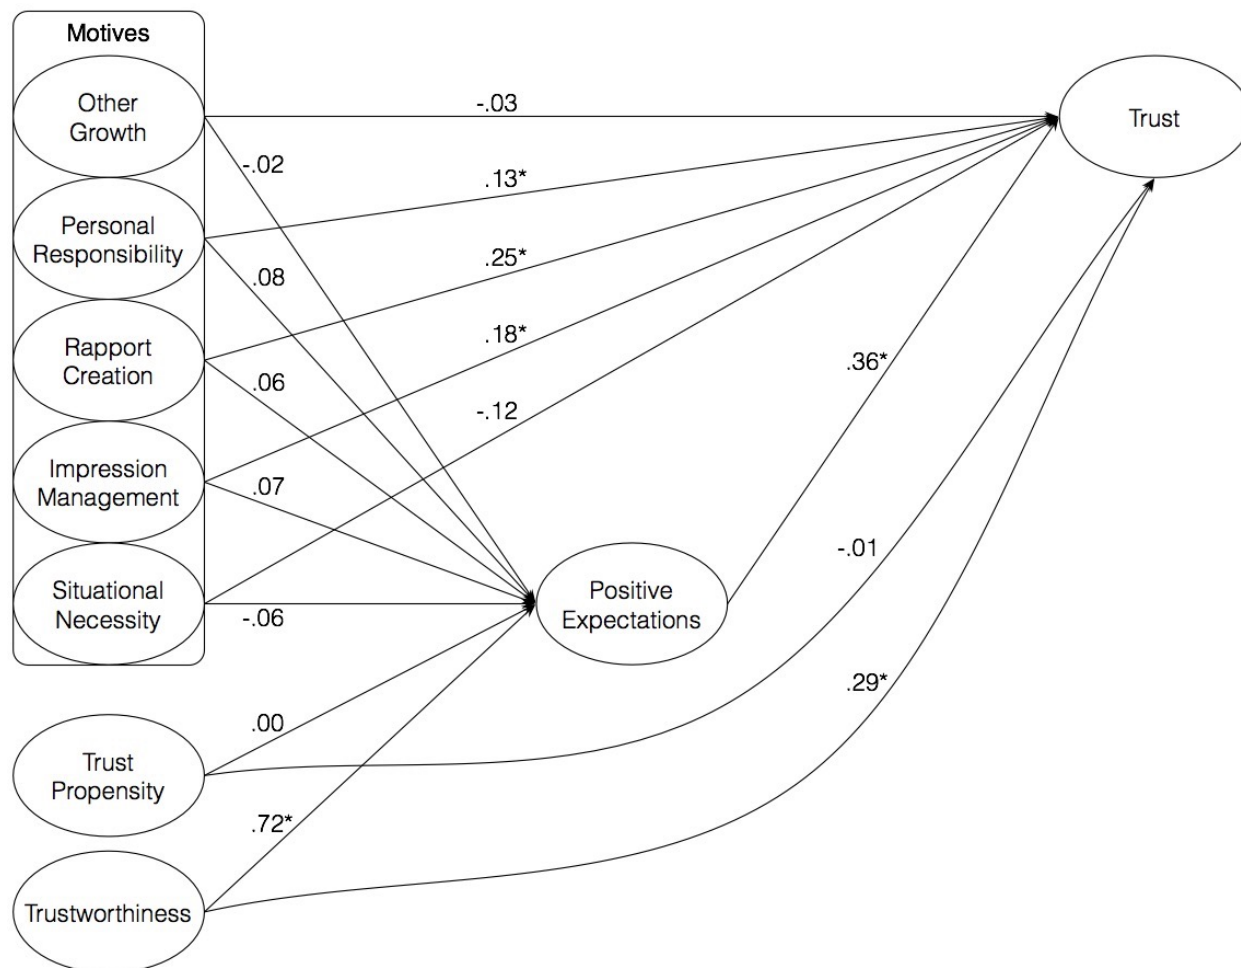 Motives
Other
Growth
-.03
Trust
-.02
Personal
Responsibility
.13*
.08
.25*
Rapport
Creation
.18*
.06
.36*
-.12
Impression
Management
.07
-.01
Situational
Necessity
-.06
Positive
Expectations
.29*
.00
Trust
Propensity
.72*
Trustworthiness